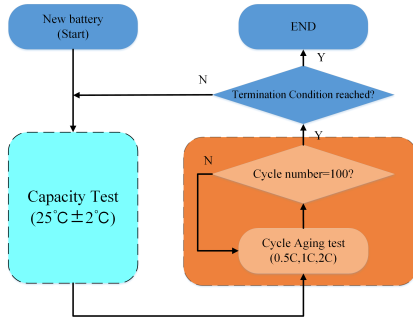 New battery
(Start)
END
Y
N
Termination Condition reached?
Y
N
Cycle number=100?
Capacity Test
(25℃±2℃)
Cycle Aging test
(0.5C,1C,2C)